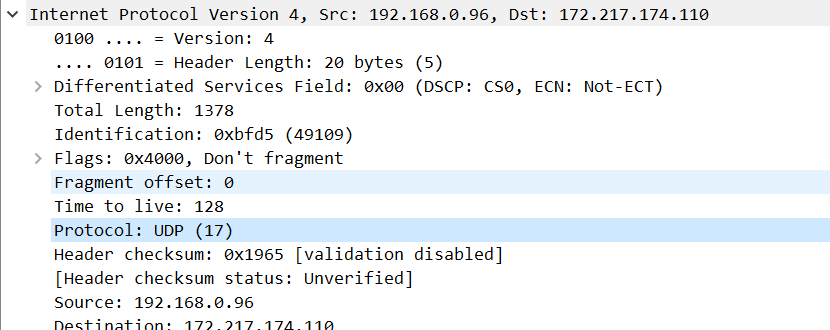 Internet Protocol Version 4, Src: 192.168.0.96, Dst: 172.217.174.110
0100 .... = Version: 4
.... 0101 = Header Length: 20 bytes (5)
Differentiated Services Field: 0x00 (DSCP: CS0, ECN: Not-ECT)
Total Length: 1378
Identification: 0xbfd5 (49109)
Flags: 0x4000, Don't fragment
Fragment offset: 0
Time to live: 128
Protocol: UDP (17)
Header checksum: 0x1965 [validation disabled]
[Header checksum status: Unverified]
Source: 192.168.0.96
Destination: 172.217.174.110